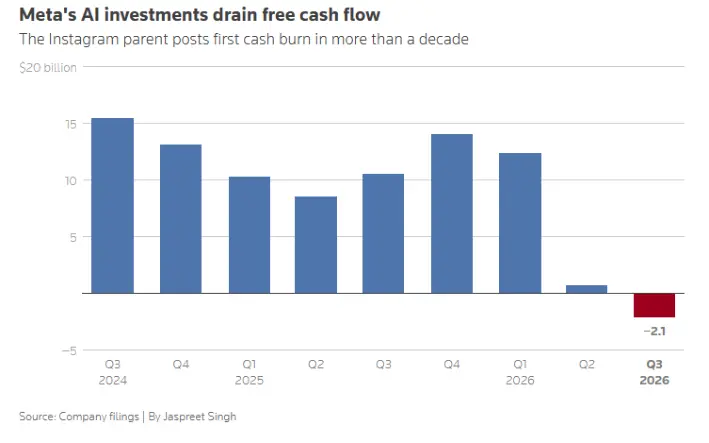 Meta's AI investments drain free cash flow
The Instagram parent posts first cash burn in more than a decade
$20 billion
15
10
5
−2.1
−5
Q3 Q4 Q1 Q2 Q3 Q4 Q1 Q2 Q3
2024 2025 2026 2026
Source: Company filings | By Jaspreet Singh